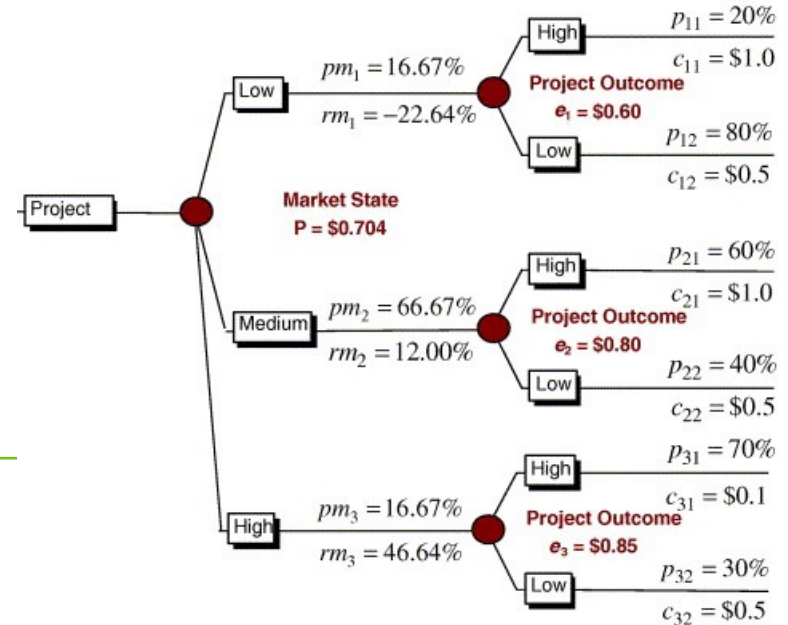 Project
Market State
P = $0.704
Low
pm₁ = 16.67%
rm₁ = −22.64%
Project Outcome
e₁ = $0.60
High
p₁₁ = 20%
c₁₁ = $1.0
Low
p₁₂ = 80%
c₁₂ = $0.5
Medium
pm₂ = 66.67%
rm₂ = 12.00%
Project Outcome
e₂ = $0.80
High
p₂₁ = 60%
c₂₁ = $1.0
Low
p₂₂ = 40%
c₂₂ = $0.5
High
pm₃ = 16.67%
rm₃ = 46.64%
Project Outcome
e₃ = $0.85
High
p₃₁ = 70%
c₃₁ = $0.1
Low
p₃₂ = 30%
c₃₂ = $0.5